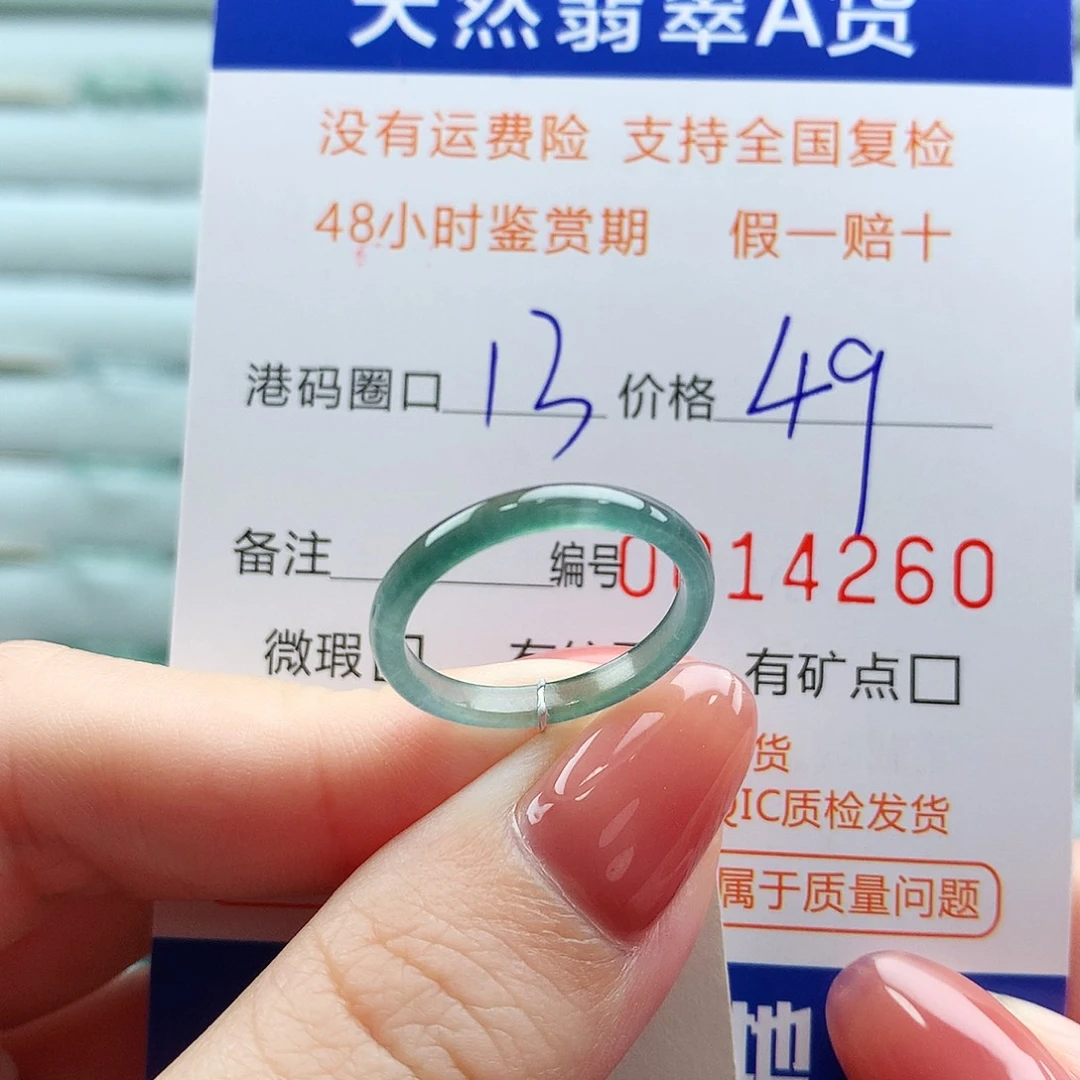 天然翡翠A货
没有运费险 支持全国复检
48小时鉴赏期 假一赔十
港码圈口 13 价格 49
备注 编号 14260
微瑕□ 有矿点□
货
QIC质检发货
属于质量问题
地